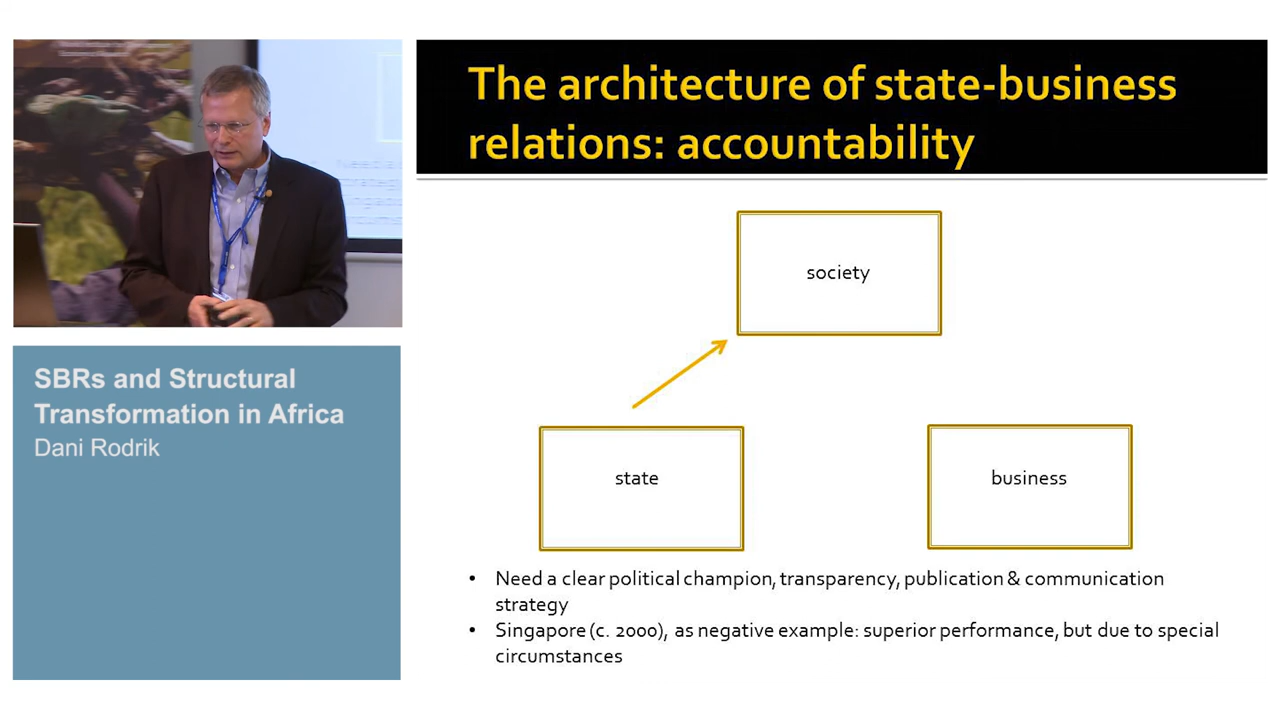 The architecture of state-business
relations: accountability
society
state
business
• Need a clear political champion, transparency, publication & communication
strategy
• Singapore (c. 2000), as negative example: superior performance, but due to special
circumstances
SBRs and Structural
Transformation in Africa
Dani Rodrik